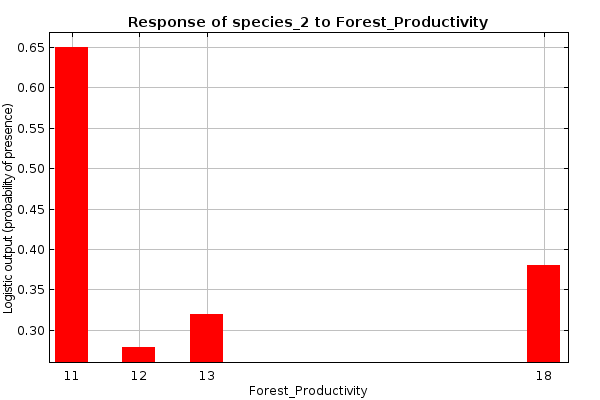 Response of species_2 to Forest_Productivity
Logistic output (probability of presence)
0.65
0.60
0.55
0.50
0.45
0.40
0.35
0.30
11 12 13 18
Forest_Productivity